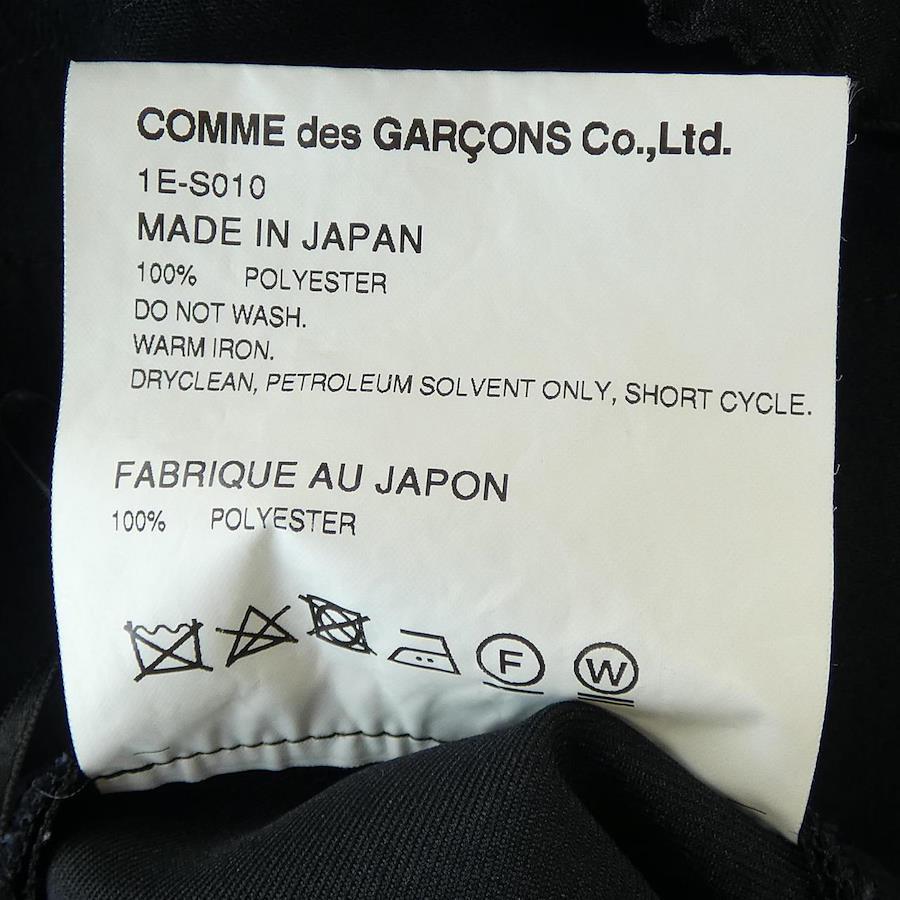 COMME des GARÇONS Co.,Ltd.
1E-S010
MADE IN JAPAN
100% POLYESTER
DO NOT WASH.
WARM IRON.
DRYCLEAN, PETROLEUM SOLVENT ONLY, SHORT CYCLE.
FABRIQUE AU JAPON
100% POLYESTER
F W